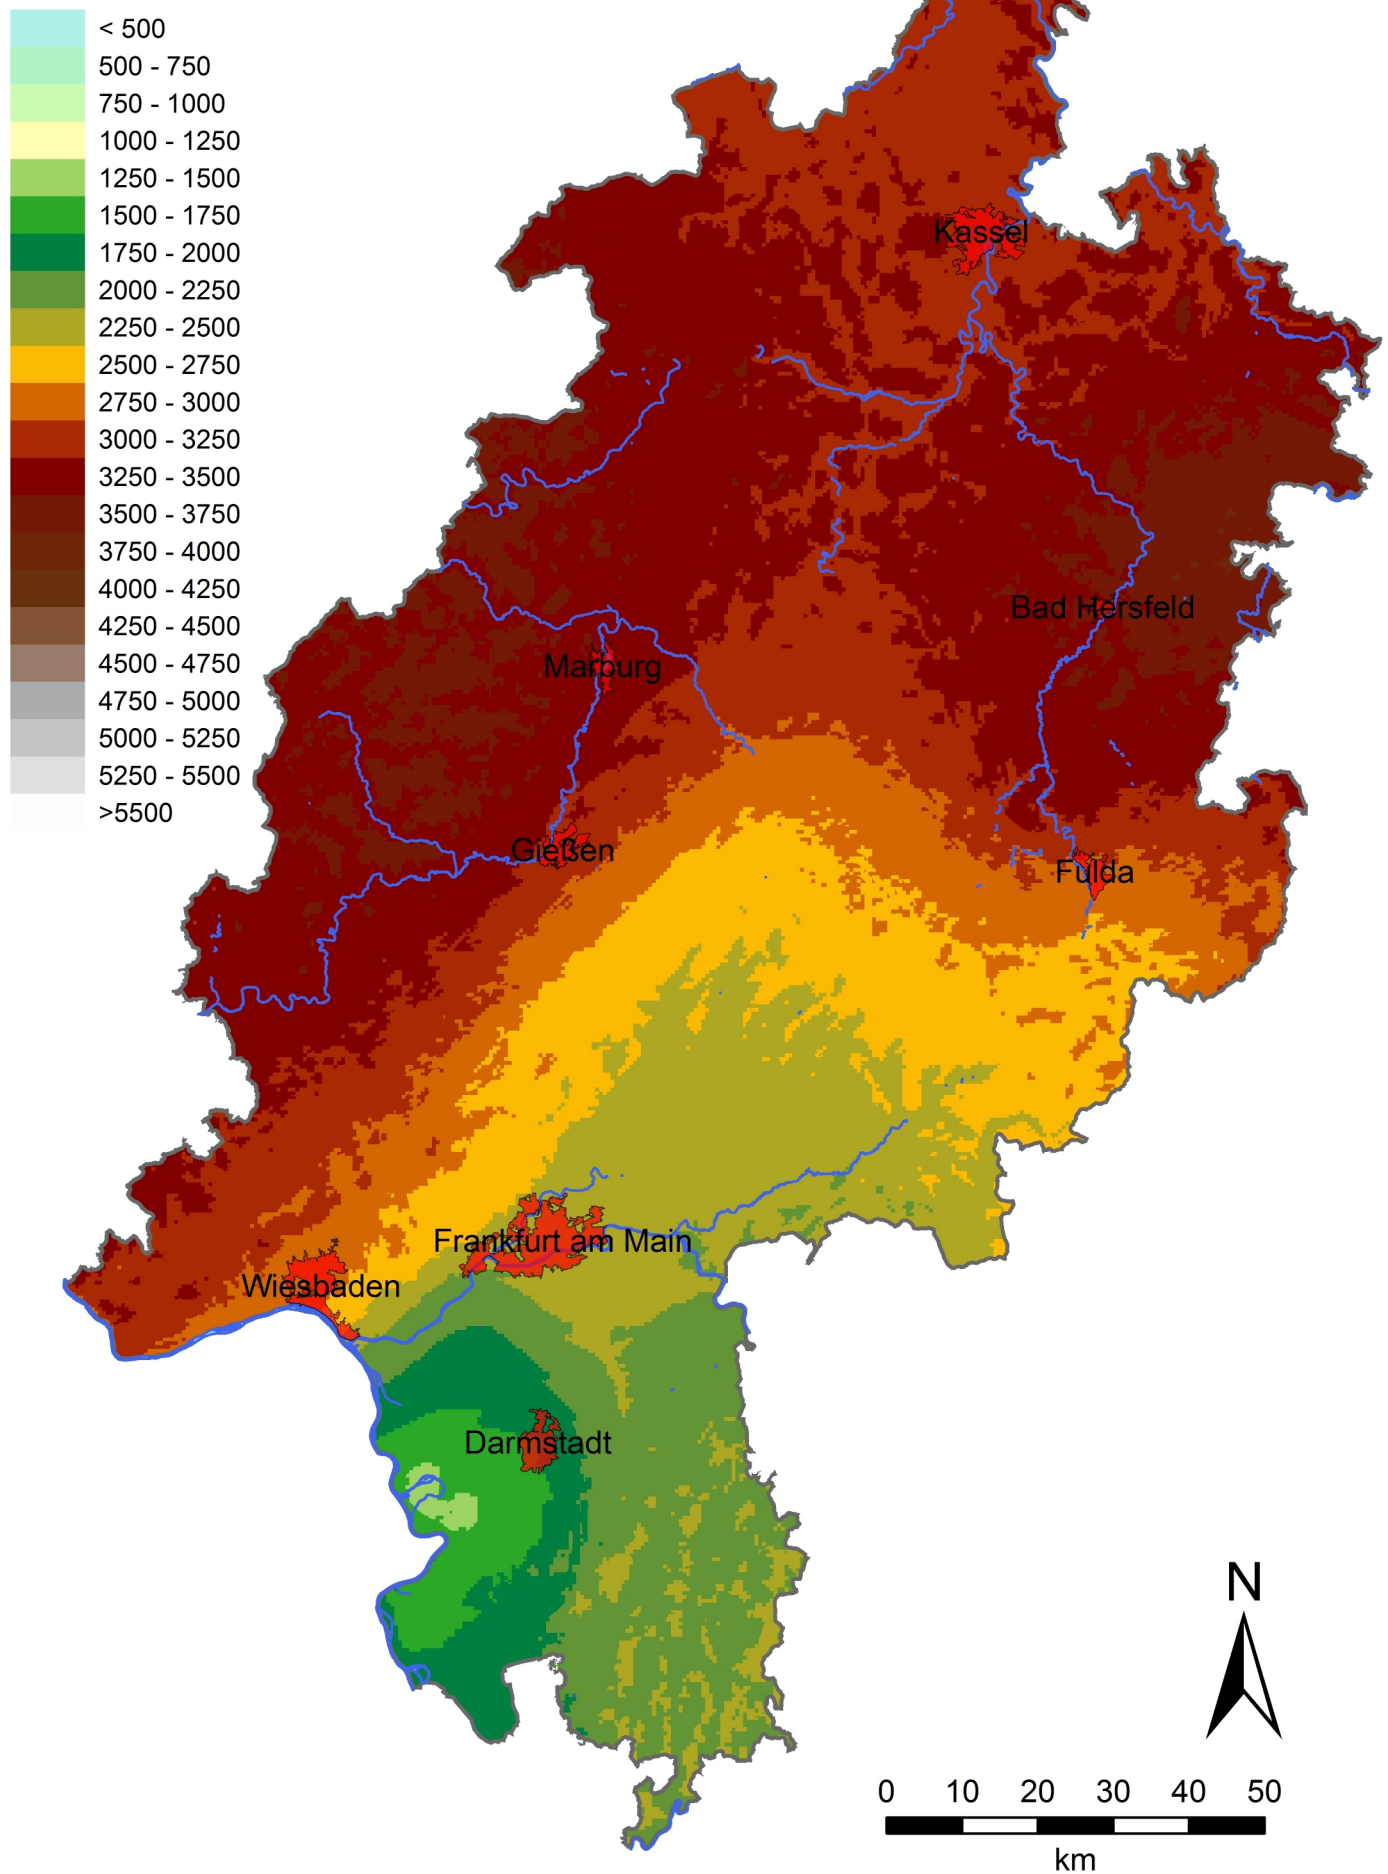 < 500
500 - 750
750 - 1000
1000 - 1250
1250 - 1500
1500 - 1750
1750 - 2000
2000 - 2250
2250 - 2500
2500 - 2750
2750 - 3000
3000 - 3250
3250 - 3500
3500 - 3750
3750 - 4000
4000 - 4250
4250 - 4500
4500 - 4750
4750 - 5000
5000 - 5250
5250 - 5500
>5500
Kassel
Bad Hersfeld
Marburg
Gießen
Fulda
Frankfurt am Main
Wiesbaden
Darmstadt
N
0 10 20 30 40 50
km